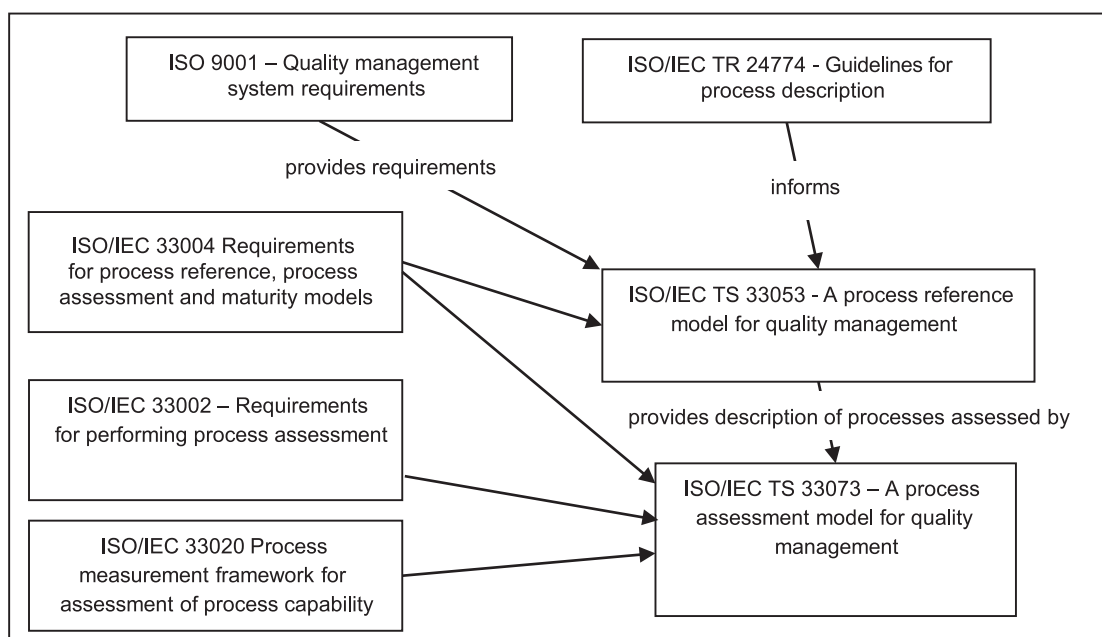 ISO 9001 – Quality management
system requirements
ISO/IEC TR 24774 - Guidelines for
process description
provides requirements
informs
ISO/IEC 33004 Requirements
for process reference, process
assessment and maturity models
ISO/IEC TS 33053 - A process reference
model for quality management
ISO/IEC 33002 – Requirements
for performing process assessment
provides description of processes assessed by
ISO/IEC TS 33073 – A process
assessment model for quality
management
ISO/IEC 33020 Process
measurement framework for
assessment of process capability